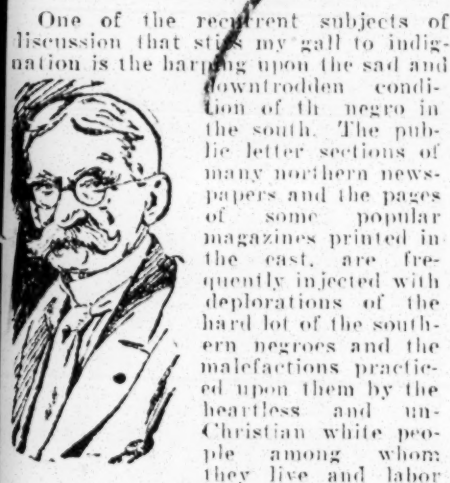 One of the recurrent subjects of
discussion that stirs my gall to indig-
nation is the harping upon the sad and
downtrodden condi-
tion of th negro in
the south. The pub-
lic letter sections of
many northern news-
papers and the pages
of some popular
magazines printed in
the east, are fre-
quently injected with
deplorations of the
hard lot of the south-
ern negroes and the
malefactions practic-
ed upon them by the
heartless and un-
Christian white peo-
ple among whom
they live and labor